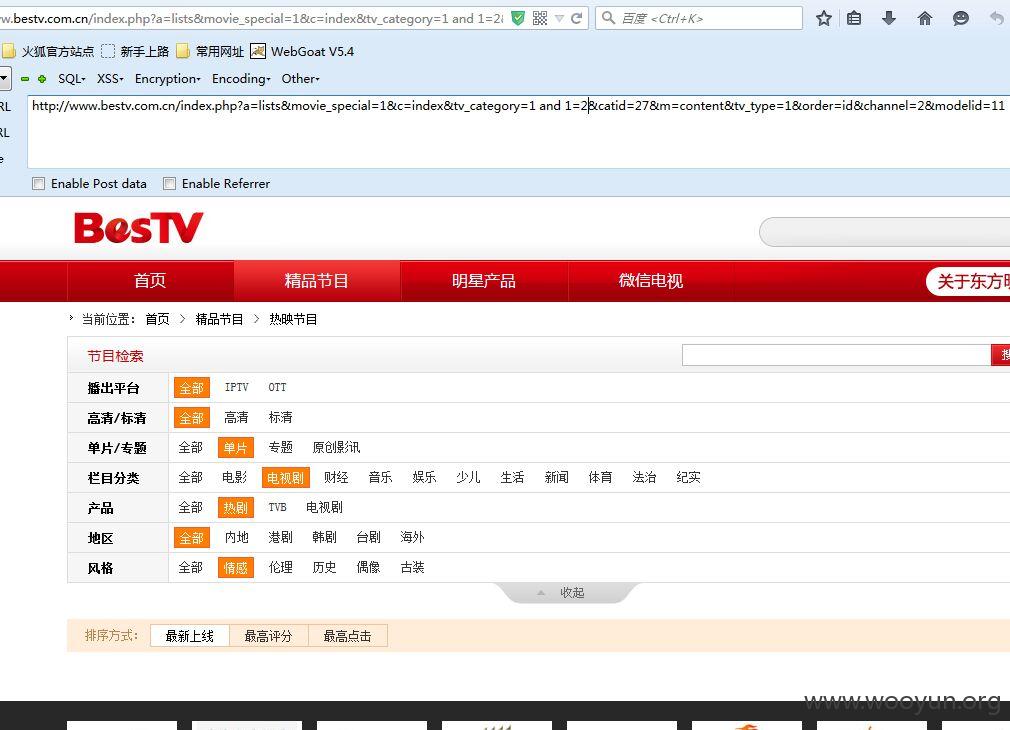 w.bestv.com.cn/index.php?a=lists&movie_special=1&c=index&tv_category=1 and 1=2& 百度 <Ctrl+K>
火狐官方站点 新手上路 常用网址 WebGoat V5.4
SQL- XSS- Encryption- Encoding- Other-
RL http://www.bestv.com.cn/index.php?a=lists&movie_special=1&c=index&tv_category=1 and 1=2&catid=27&m=content&tv_type=1&order=id&channel=2&modelid=11
RL
e
Enable Post data Enable Referrer
BesTV
首页 精品节目 明星产品 微信电视 关于东方明
当前位置： 首页 > 精品节目 > 热映节目
节目检索 搜
播出平台 全部 IPTV OTT
高清/标清 全部 高清 标清
单片/专题 全部 单片 专题 原创影讯
栏目分类 全部 电影 电视剧 财经 音乐 娱乐 少儿 生活 新闻 体育 法治 纪实
产品 全部 热剧 TVB 电视剧
地区 全部 内地 港剧 韩剧 台剧 海外
风格 全部 情感 伦理 历史 偶像 古装
收起
排序方式： 最新上线 最高评分 最高点击
www.wooyun.org